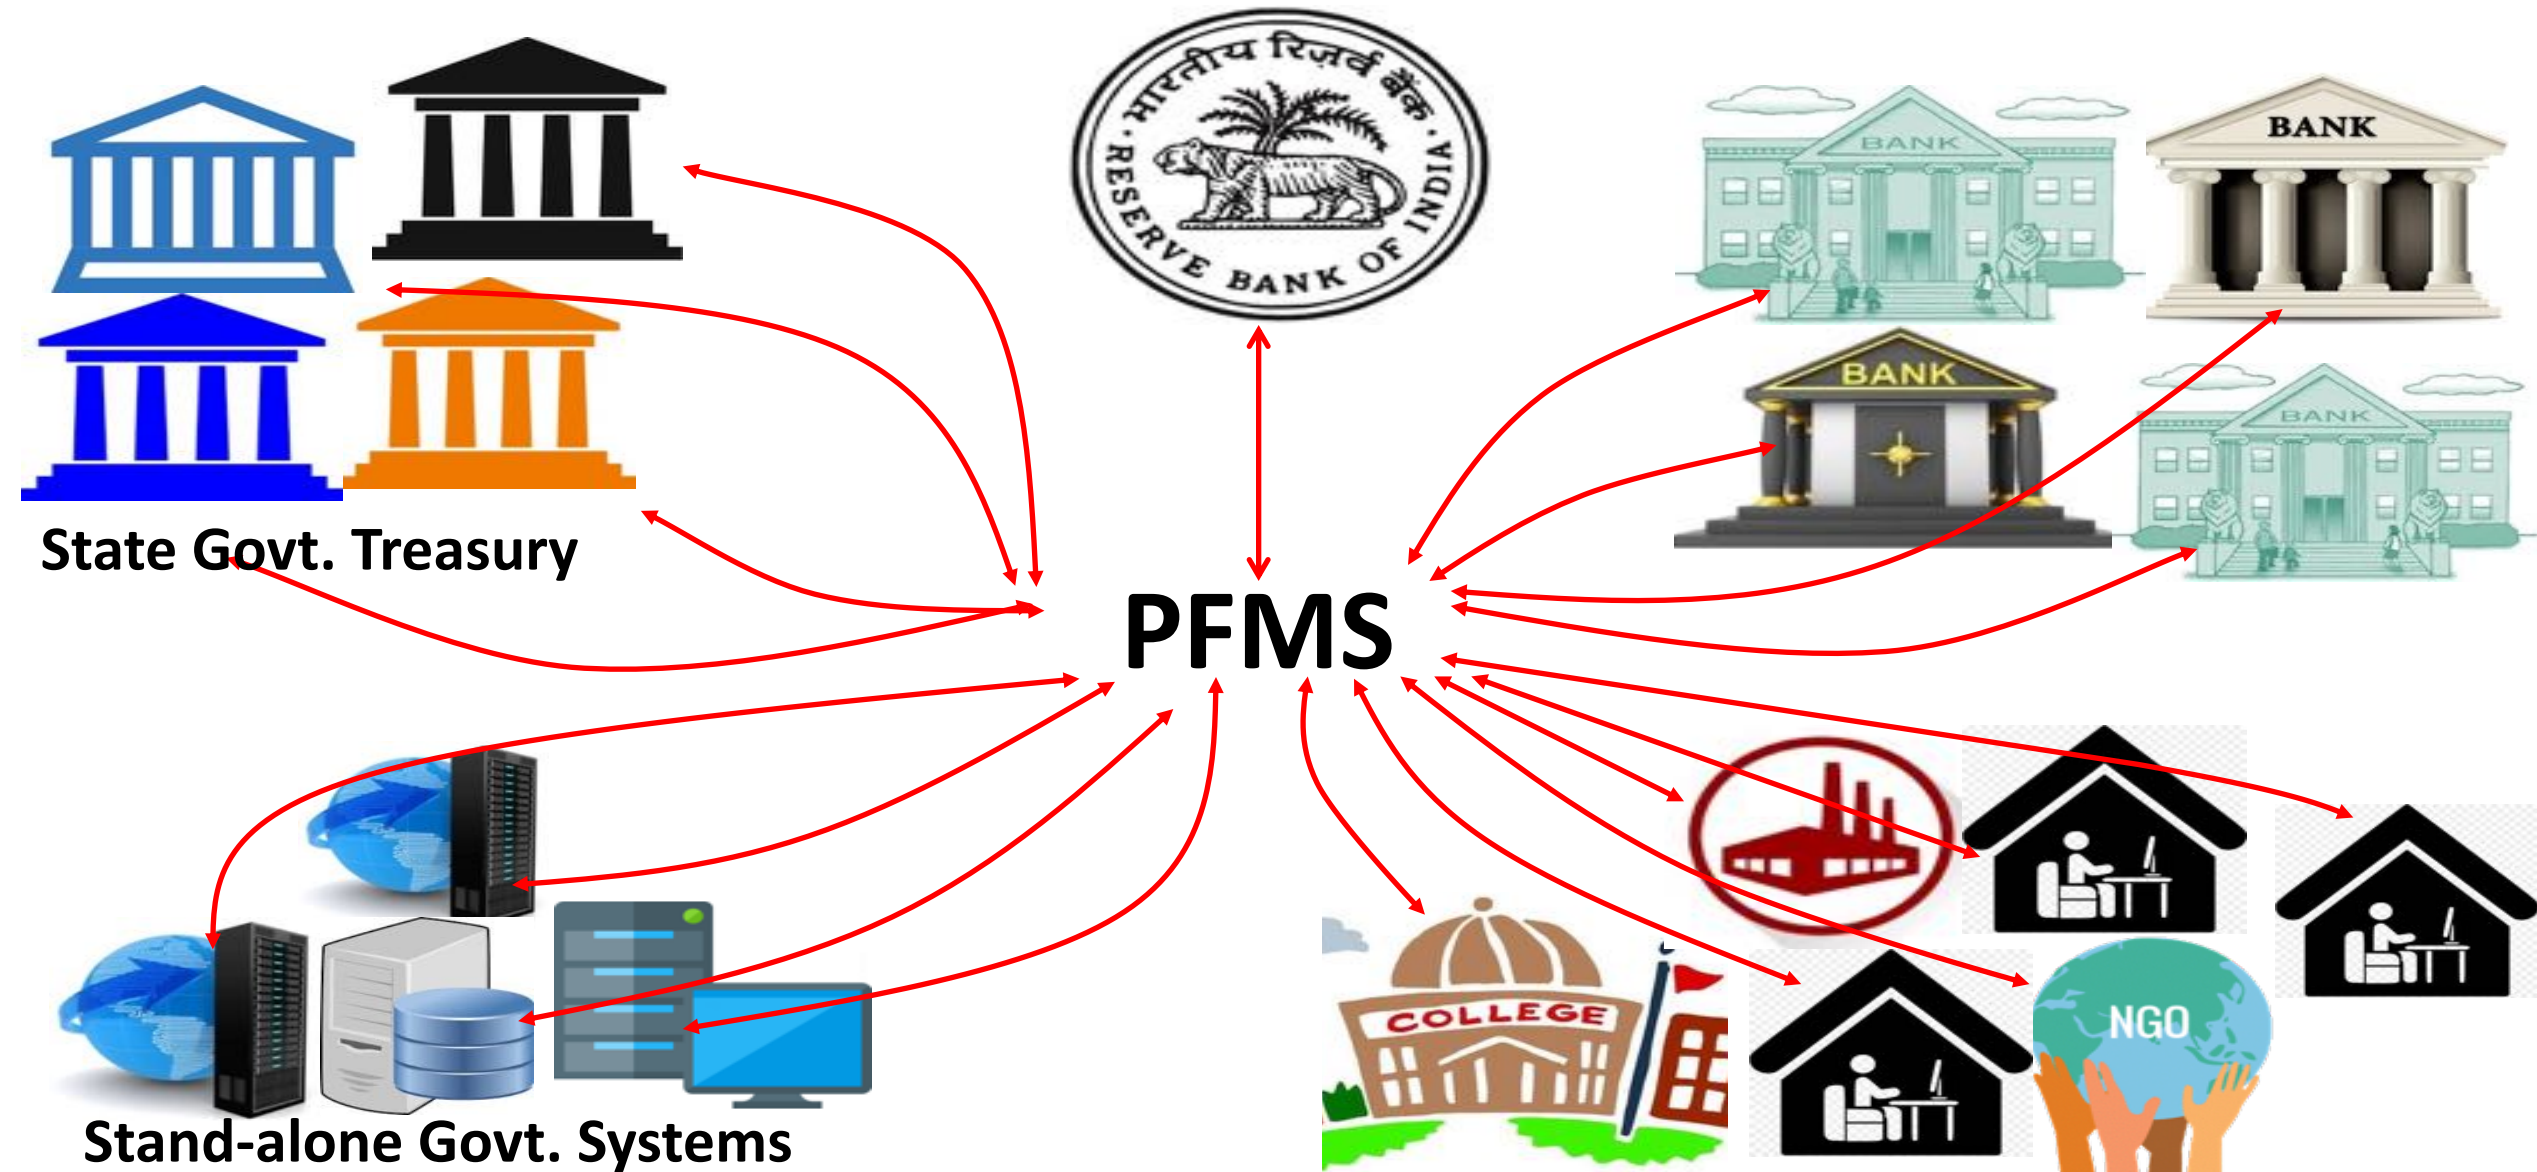 भारतीय रिज़र्व बैंक
RESERVE BANK OF INDIA
BANK
BANK
BANK
BANK
State Govt. Treasury
PFMS
COLLEGE
NGO
Stand-alone Govt. Systems